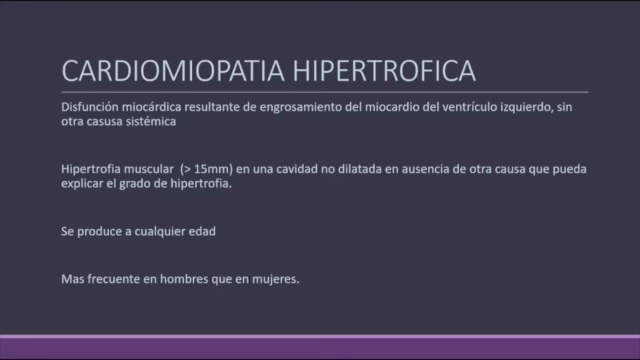 CARDIOMIOPATIA HIPERTROFICA
Disfunción miocárdica resultante de engrosamiento del miocardio del ventrículo izquierdo, sin
otra casusa sistémica
Hipertrofia muscular (> 15mm) en una cavidad no dilatada en ausencia de otra causa que pueda
explicar el grado de hipertrofia.
Se produce a cualquier edad
Mas frecuente en hombres que en mujeres.